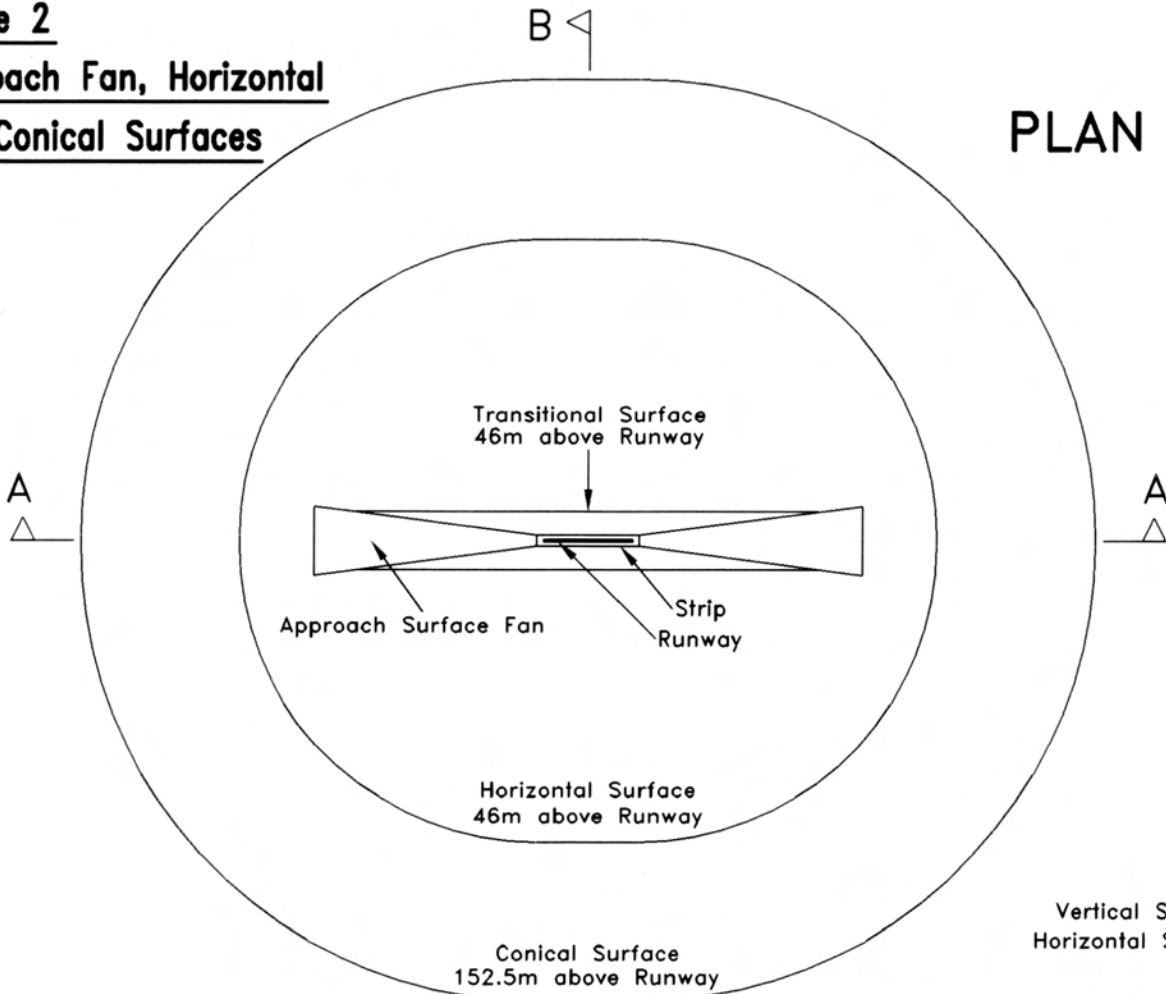 e 2
oach Fan, Horizontal
Conical Surfaces
B
PLAN
Transitional Surface
46m above Runway
A
A
Approach Surface Fan
Strip
Runway
Horizontal Surface
46m above Runway
Vertical S
Horizontal S
Conical Surface
152.5m above Runway